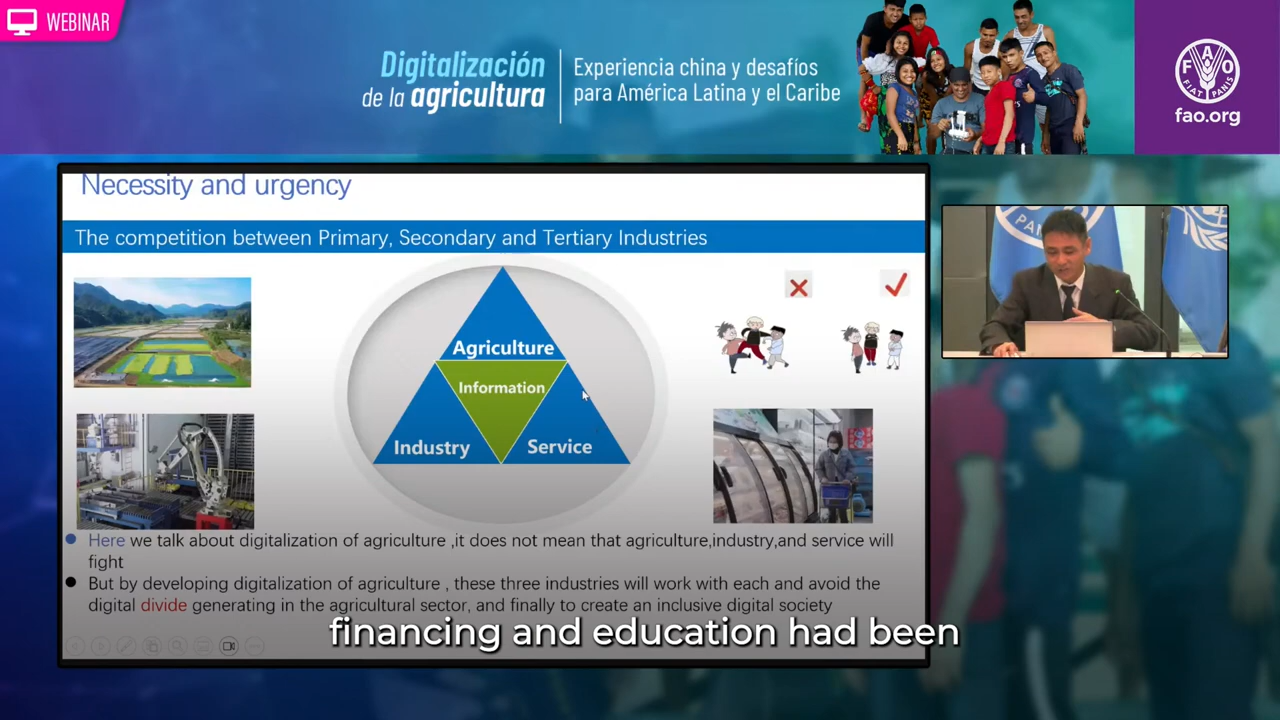 WEBINAR
Digitalización
de la agricultura
Experiencia china y desafíos
para América Latina y el Caribe
F A O
FIAT PANIS
fao.org
Necessity and urgency
The competition between Primary, Secondary and Tertiary Industries
Agriculture
Information
Industry
Service
Here we talk about digitalization of agriculture ,it does not mean that agriculture,industry,and service will
fight
But by developing digitalization of agriculture , these three industries will work with each and avoid the
digital divide generating in the agricultural sector, and finally to create an inclusive digital society
financing and education had been